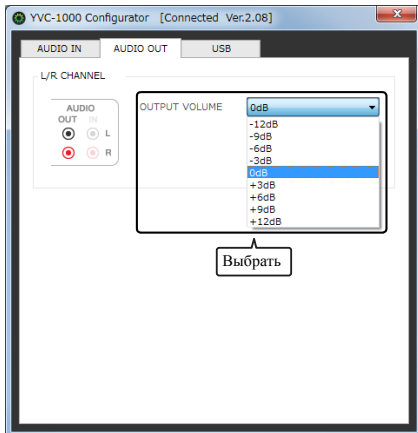 YVC-1000 Configurator [Connected Ver.2.08]
AUDIO IN AUDIO OUT USB
L/R CHANNEL
AUDIO
OUT IN
L
R
OUTPUT VOLUME 0dB
-12dB
-9dB
-6dB
-3dB
0dB
+3dB
+6dB
+9dB
+12dB
Выбрать